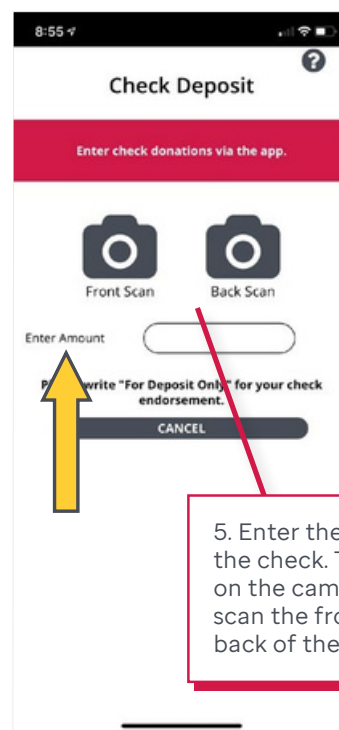 8:55
?
Check Deposit
Enter check donations via the app.
Front Scan
Back Scan
Enter Amount
write "For Deposit Only" for your check
endorsement.
CANCEL
5. Enter the
the check.
on the cam
scan the fro
back of the